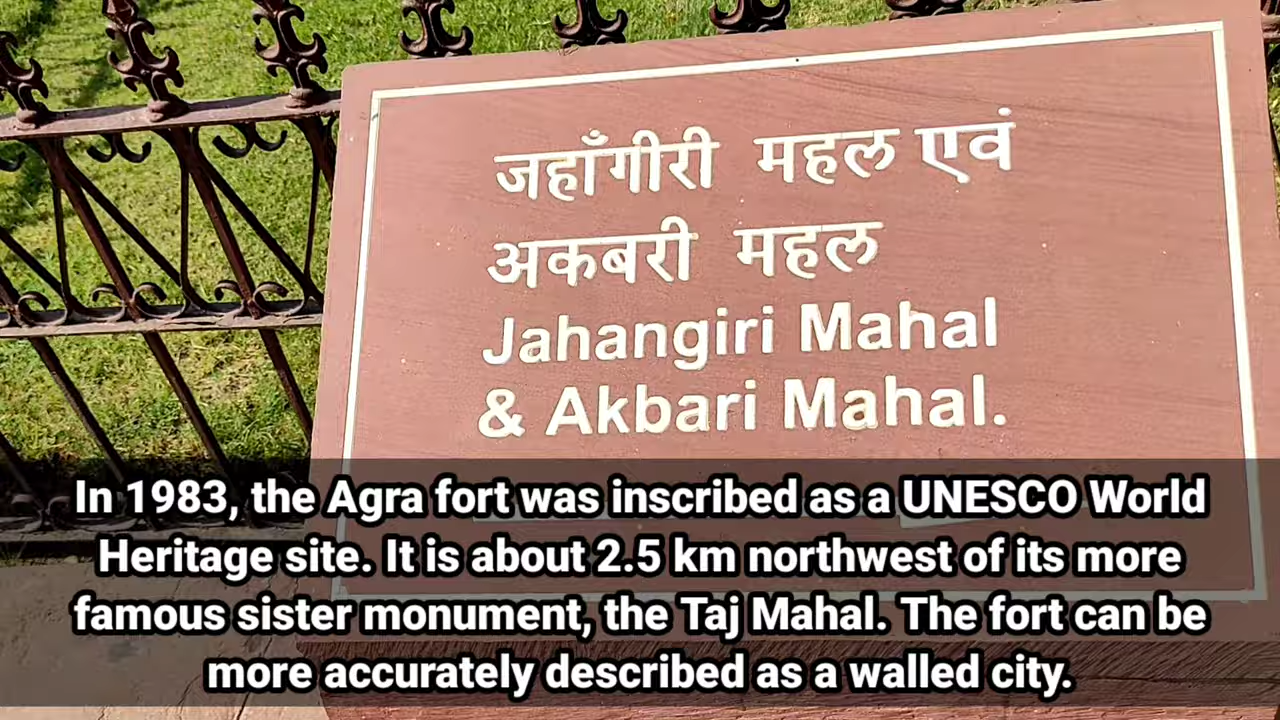 जहाँगीरी महल एवं
अकबरी महल
Jahangiri Mahal
& Akbari Mahal.
In 1983, the Agra fort was inscribed as a UNESCO World
Heritage site. It is about 2.5 km northwest of its more
famous sister monument, the Taj Mahal. The fort can be
more accurately described as a walled city.